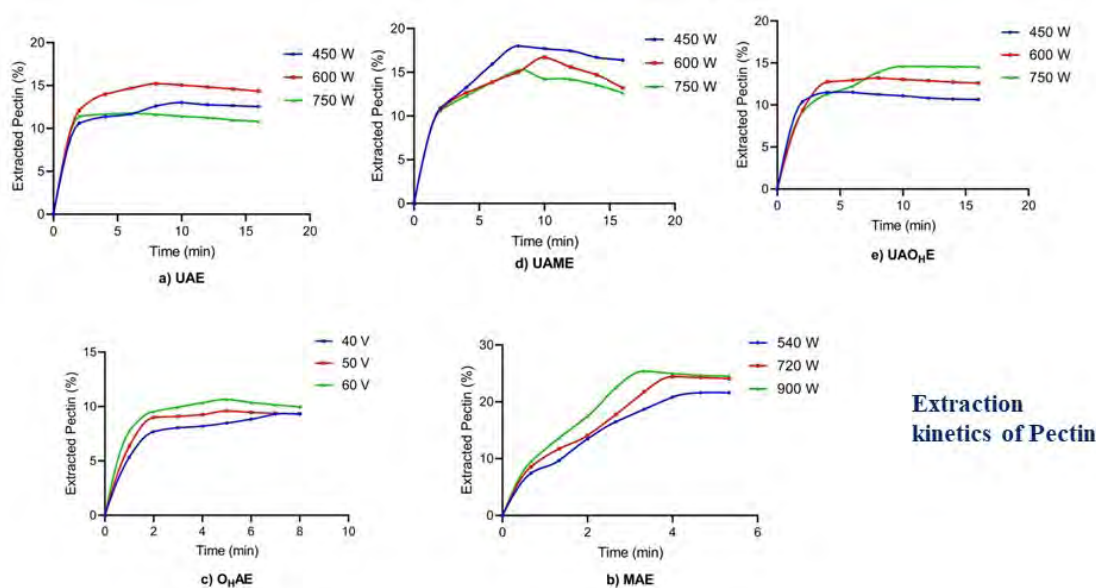 20
15
10
5
0
0
5
10
15
20
Extracted Pectin (%)
Time (min)
450 W
600 W
750 W
a) UAE
20
15
10
5
0
0
5
10
15
20
Extracted Pectin (%)
Time (min)
450 W
600 W
750 W
d) UAME
20
15
10
5
0
0
5
10
15
20
Extracted Pectin (%)
Time (min)
450 W
600 W
750 W
e) UAOHE
15
10
5
0
0
2
4
6
8
10
Extracted Pectin (%)
Time (min)
40 V
50 V
60 V
c) OHAE
30
20
10
0
0
2
4
6
Extracted Pectin (%)
Time (min)
540 W
720 W
900 W
b) MAE
Extraction
kinetics of Pectin